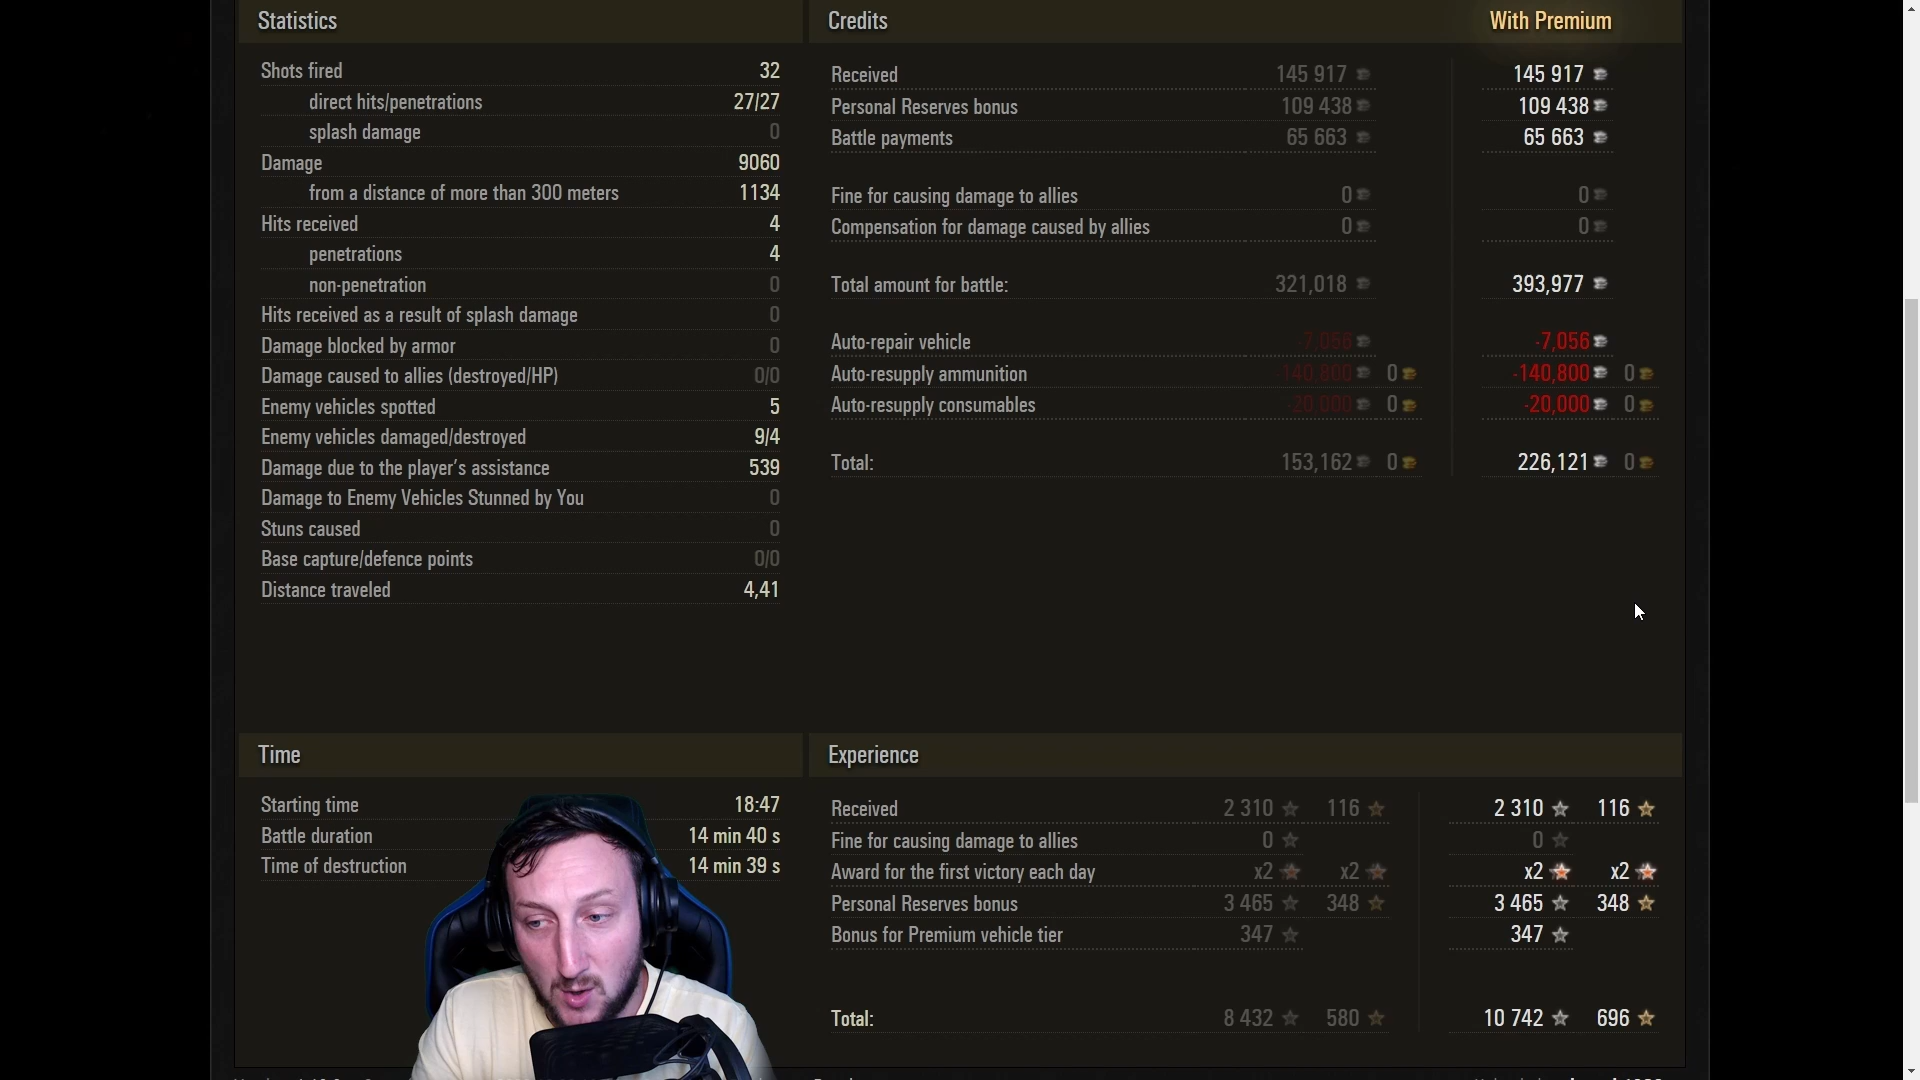 Statistics
Shots fired 32
direct hits/penetrations 27/27
splash damage 0
Damage 9060
from a distance of more than 300 meters 1134
Hits received 4
penetrations 4
non-penetration 0
Hits received as a result of splash damage 0
Damage blocked by armor 0
Damage caused to allies (destroyed/HP) 0/0
Enemy vehicles spotted 5
Enemy vehicles damaged/destroyed 9/4
Damage due to the player's assistance 539
Damage to Enemy Vehicles Stunned by You 0
Stuns caused 0
Base capture/defence points 0/0
Distance traveled 4,41
Credits With Premium
Received 145 917 145 917
Personal Reserves bonus 109 438 109 438
Battle payments 65 663 65 663
Fine for causing damage to allies 0 0
Compensation for damage caused by allies 0 0
Total amount for battle: 321,018 393,977
Auto-repair vehicle -7,056 -7,056
Auto-resupply ammunition -140,800 0 -140,800 0
Auto-resupply consumables -20,000 0 -20,000 0
Total: 153,162 0 226,121 0
Time
Starting time 18:47
Battle duration 14 min 40 s
Time of destruction 14 min 39 s
Experience
Received 2 310 116 2 310 116
Fine for causing damage to allies 0 0
Award for the first victory each day x2 x2 x2 x2
Personal Reserves bonus 3 465 348 3 465 348
Bonus for Premium vehicle tier 347 347
Total: 8 432 580 10 742 696